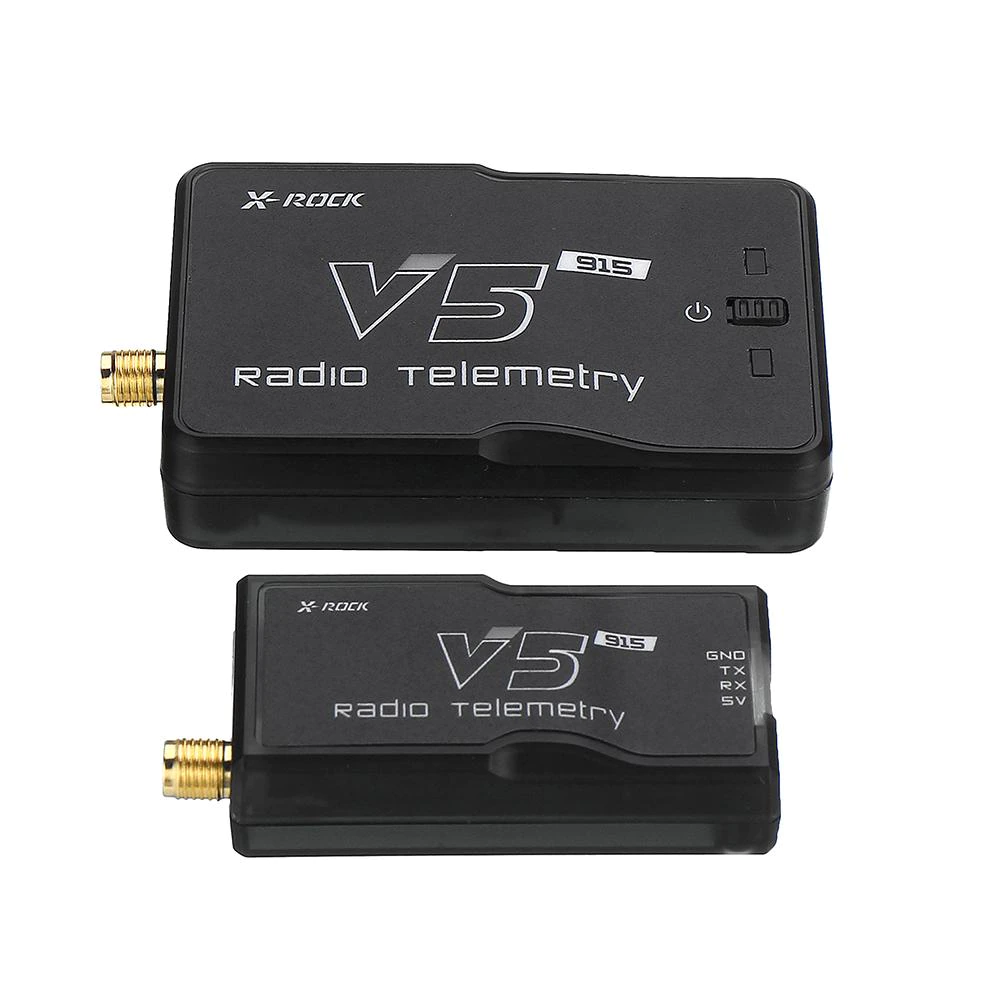 X-ROCK
V5 915
Radio Telemetry
X-ROCK
V5 915
Radio Telemetry
GND
TX
RX
5V